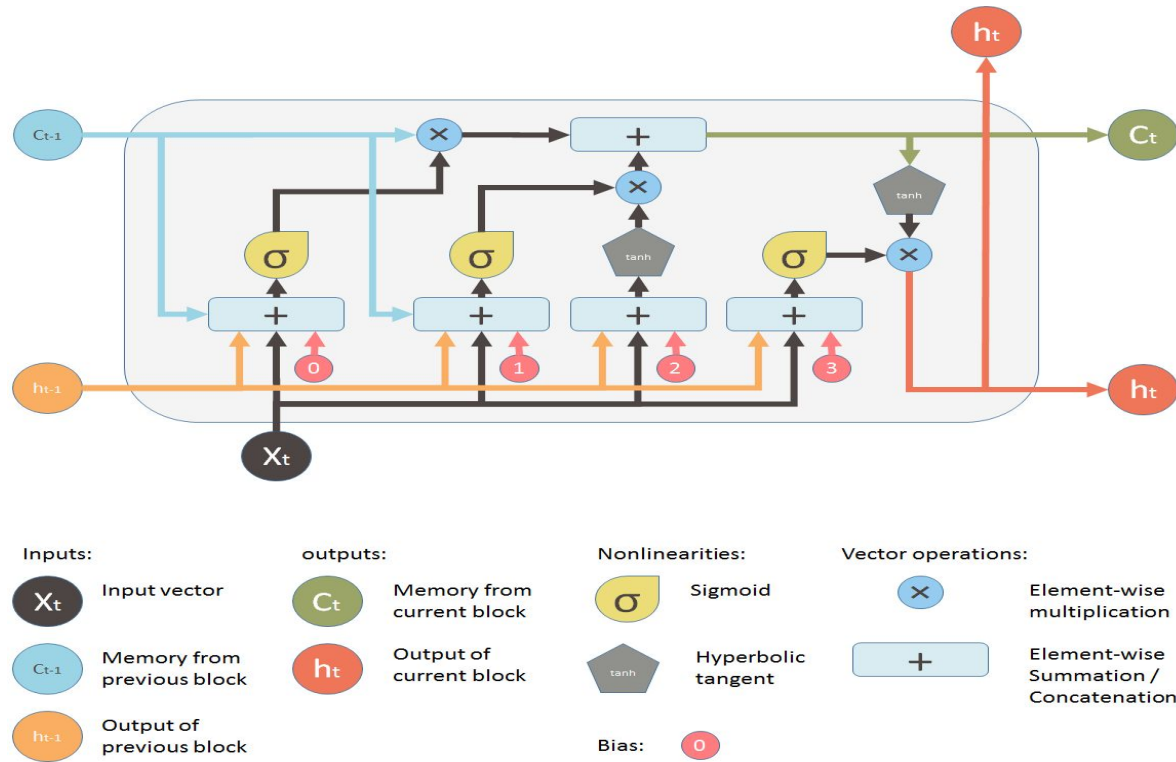 hₜ
Cₜ₋₁
×
+
Cₜ
×
tanh
σ
σ
tanh
σ
×
+
+
+
+
0
1
2
3
hₜ₋₁
hₜ
Xₜ
Inputs:
outputs:
Nonlinearities:
Vector operations:
Xₜ
Input vector
Cₜ
Memory from
current block
σ
Sigmoid
×
Element-wise
multiplication
Cₜ₋₁
Memory from
previous block
hₜ
Output of
current block
tanh
Hyperbolic
tangent
+
Element-wise
Summation /
Concatenation
hₜ₋₁
Output of
previous block
Bias:
0